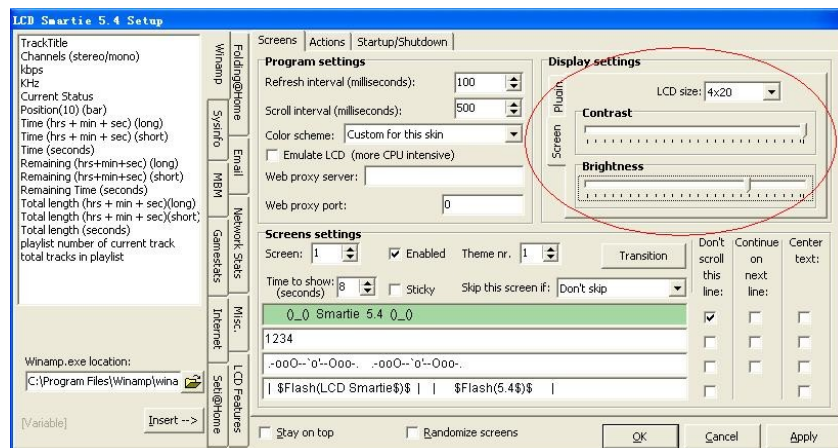 LCD Smartie 5.4 Setup
TrackTitle
Channels (stereo/mono)
kbps
KHz
Current Status
Position(10) (bar)
Time (hrs + min + sec) (long)
Time (hrs + min + sec) (short)
Time (seconds)
Remaining (hrs+min+sec) (long)
Remaining (hrs+min+sec) (short)
Remaining Time (seconds)
Total length (hrs + min + sec)(long)
Total length (hrs + min + sec)(short)
Total length (seconds)
playlist number of current track
total tracks in playlist
Winamp.exe location:
C:\Program Files\Winamp\wina
[Variable]
Insert -->
Winamp
Sysinfo
MBM
Gamestats
Internet
Seti@Home
Folding@Home
Email
Network Stats
Misc.
LCD Features
Screens
Actions
Startup/Shutdown
Program settings
Refresh interval (milliseconds): 100
Scroll interval (milliseconds): 500
Color scheme: Custom for this skin
Emulate LCD (more CPU intensive)
Web proxy server:
Web proxy port: 0
Display settings
Plugin
Screen
LCD size: 4x20
Contrast
Brightness
Screens settings
Screen: 1
Enabled
Theme nr. 1
Transition
Time to show: (seconds) 8
Sticky
Skip this screen if: Don't skip
Don't scroll this line:
Continue on next line:
Center text:
()_() Smartie 5.4 ()_()
1234
.-ooO--`o'--Ooo-. .-ooO--`o'--Ooo-.
| $Flash(LCD Smartie$)$ | | $Flash(5.4$)$ |
Stay on top
Randomize screens
OK
Cancel
Apply